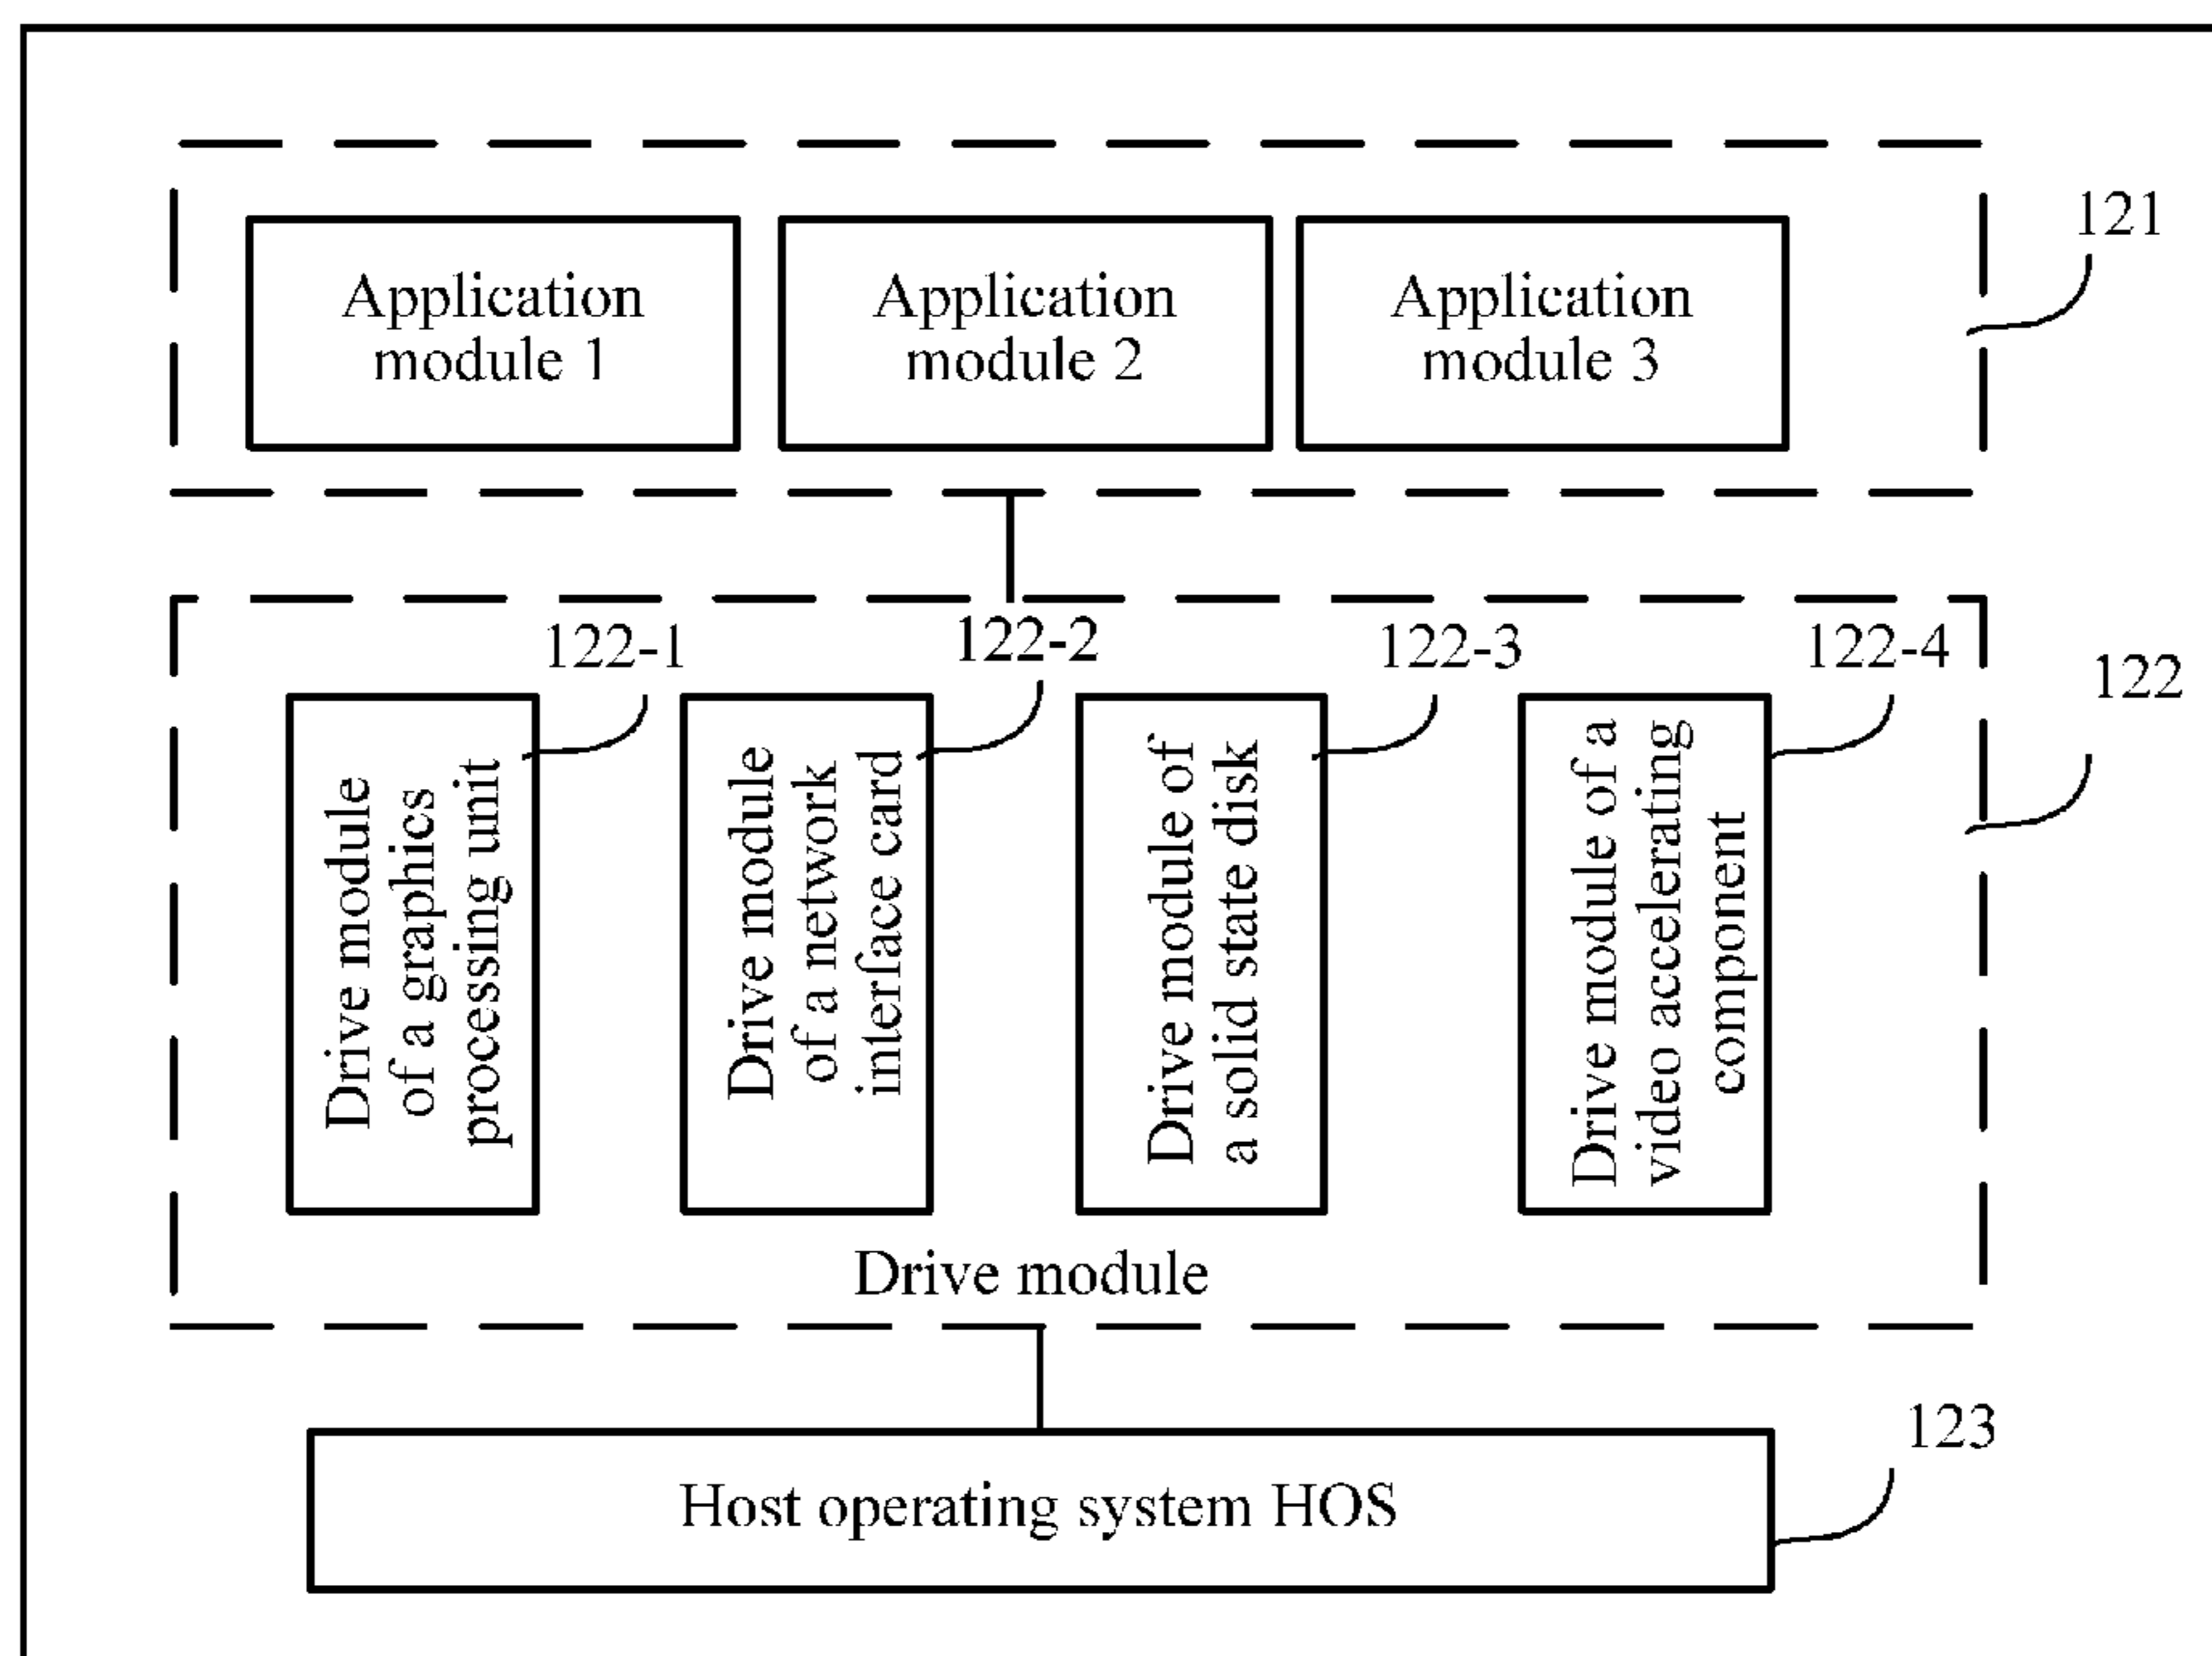 121
Application
module 1
Application
module 2
Application
module 3
122-1
122-2
122-3
122-4
122
Drive module
of a graphics
processing unit
Drive module
of a network
interface card
Drive module of
a solid state disk
Drive module of a
video accelerating
component
Drive module
123
Host operating system HOS